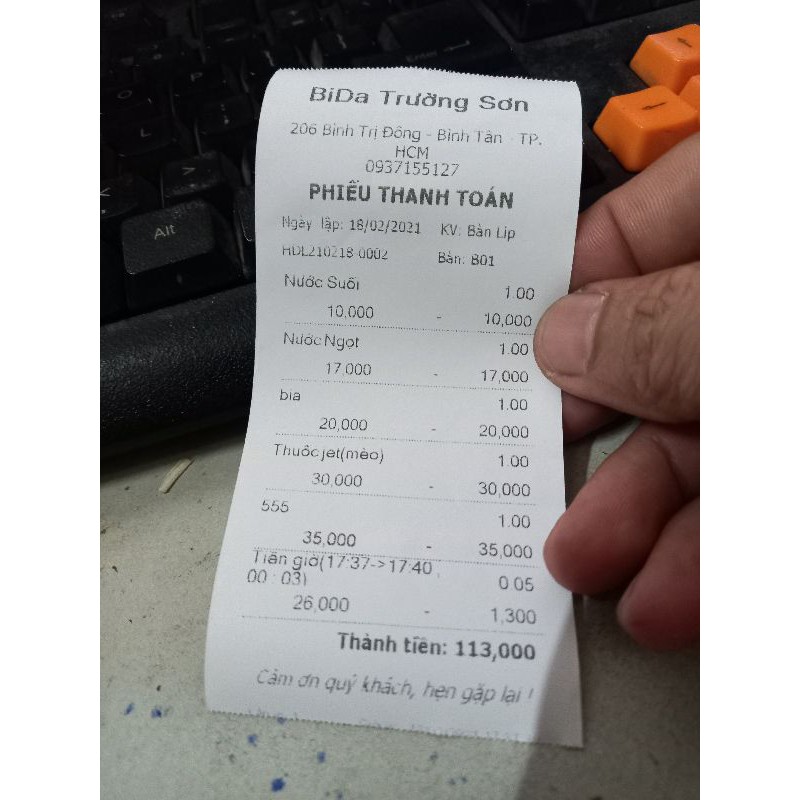 BiDa Trường Sơn
206 Bình Trị Đông - Bình Tân - TP.
HCM
0937155127
PHIẾU THANH TOÁN
Ngày lập: 18/02/2021 KV: Bàn Lip
HDL210218-0002 Bàn: B01
Nước Suối 1.00
10,000 - 10,000
Nước Ngọt 1.00
17,000 - 17,000
bia 1.00
20,000 - 20,000
Thuốc jet(mèo) 1.00
30,000 - 30,000
555 1.00
35,000 - 35,000
Tiền giờ(17:37->17:40 , 0.05
00 : 03)
26,000 - 1,300
Thành tiền: 113,000
Cảm ơn quý khách, hẹn gặp lại !
Alt